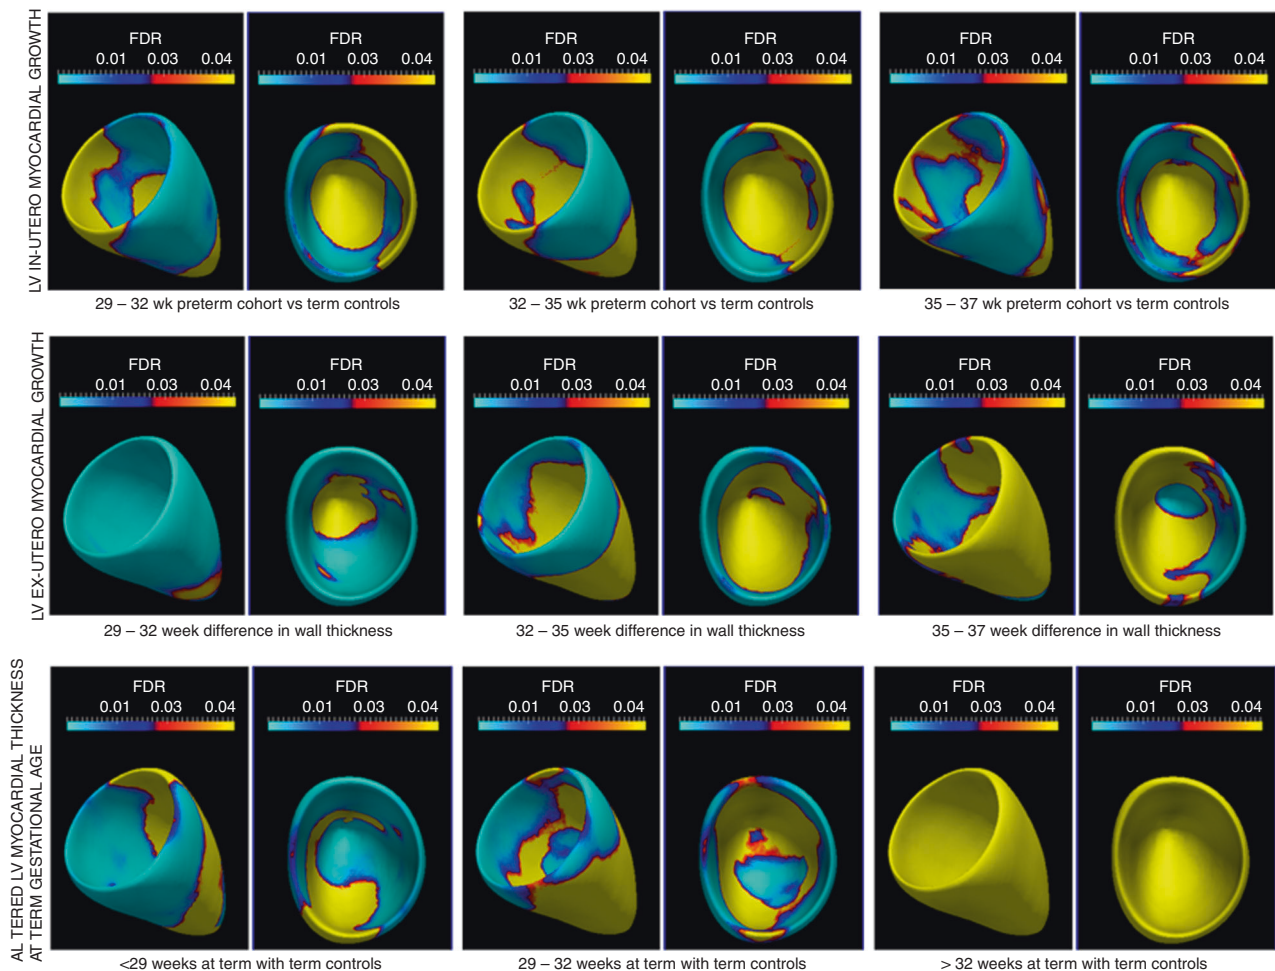 LV IN-UTERO MYOCARDIAL GROWTH
FDR
0.01 0.03 0.04
FDR
0.01 0.03 0.04
FDR
0.01 0.03 0.04
FDR
0.01 0.03 0.04
FDR
0.01 0.03 0.04
FDR
0.01 0.03 0.04
29 – 32 wk preterm cohort vs term controls
32 – 35 wk preterm cohort vs term controls
35 – 37 wk preterm cohort vs term controls
LV EX-UTERO MYOCARDIAL GROWTH
FDR
0.01 0.03 0.04
FDR
0.01 0.03 0.04
FDR
0.01 0.03 0.04
FDR
0.01 0.03 0.04
FDR
0.01 0.03 0.04
FDR
0.01 0.03 0.04
29 – 32 week difference in wall thickness
32 – 35 week difference in wall thickness
35 – 37 week difference in wall thickness
AL TERED LV MYOCARDIAL THICKNESS
AT TERM GESTATIONAL AGE
FDR
0.01 0.03 0.04
FDR
0.01 0.03 0.04
FDR
0.01 0.03 0.04
FDR
0.01 0.03 0.04
FDR
0.01 0.03 0.04
FDR
0.01 0.03 0.04
<29 weeks at term with term controls
29 – 32 weeks at term with term controls
> 32 weeks at term with term controls